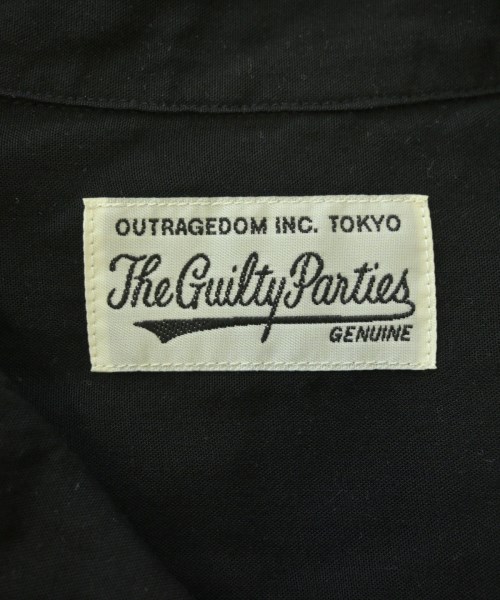 OUTRAGEDOM INC. TOKYO
The Guilty Parties
GENUINE